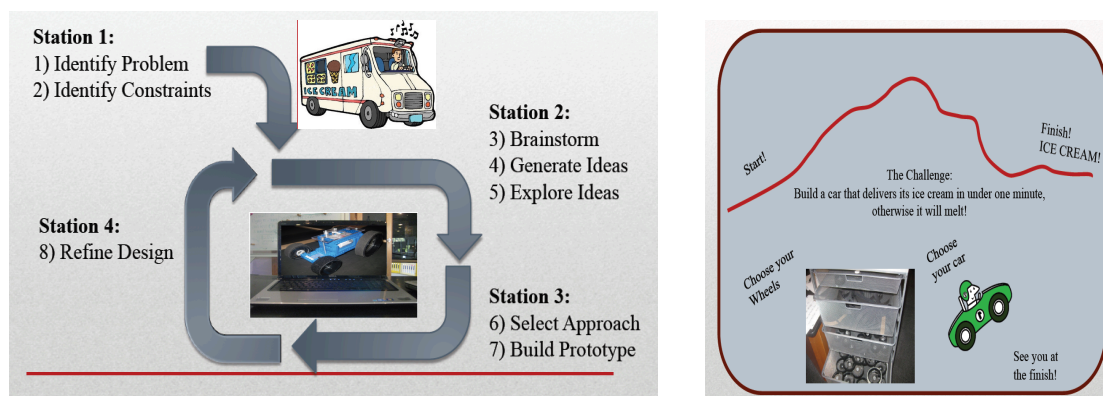 Station 1:
1) Identify Problem
2) Identify Constraints
ICE CREAM
Station 2:
3) Brainstorm
4) Generate Ideas
5) Explore Ideas
Station 4:
8) Refine Design
Station 3:
6) Select Approach
7) Build Prototype
Start!
Finish!
ICE CREAM!
The Challenge:
Build a car that delivers its ice cream in under one minute,
otherwise it will melt!
Choose your
Wheels
Choose
your car
See you at
the finish!